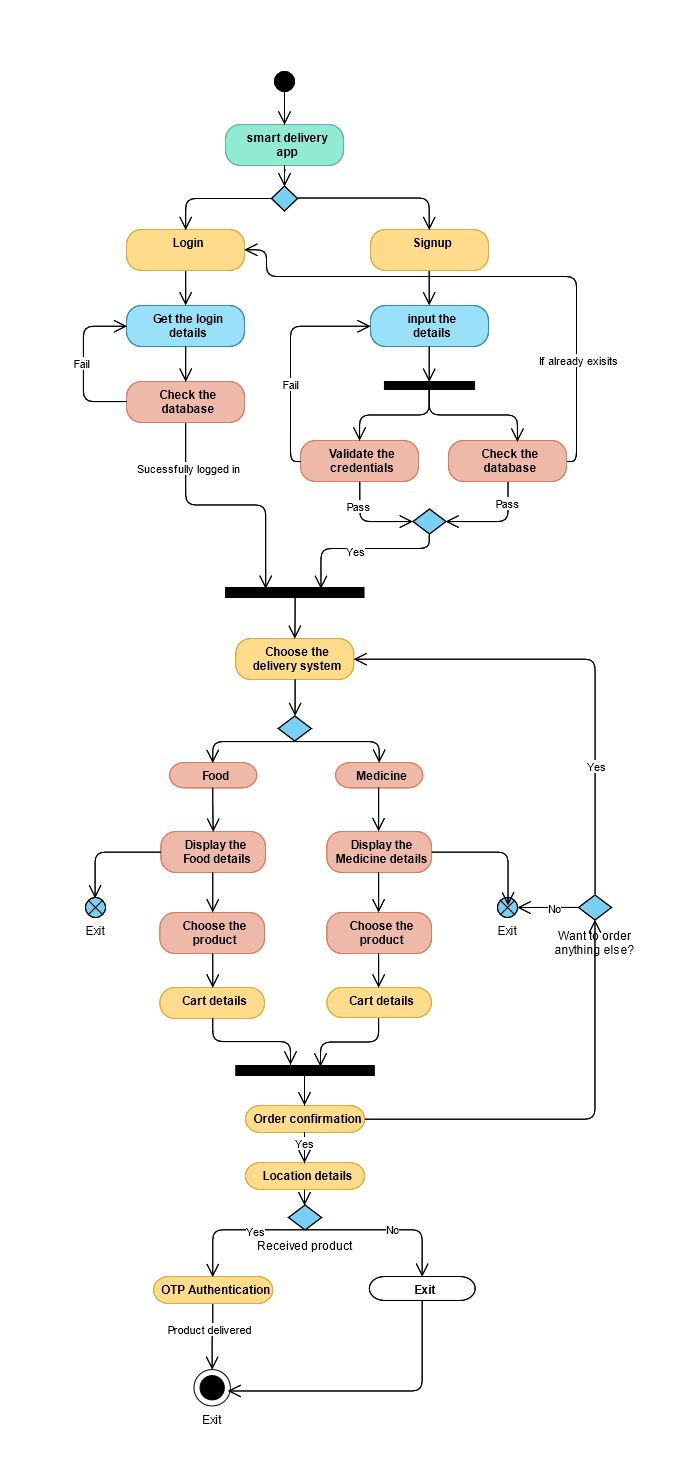 smart delivery
app
Login
Signup
Get the login
details
input the
details
Fail
Fail
If already exisits
Check the
database
Validate the
credentials
Check the
database
Sucessfully logged in
Pass
Pass
Yes
Choose the
delivery system
Yes
Food
Medicine
Display the
Food details
Display the
Medicine details
No
Exit
Exit
Want to order
anything else?
Choose the
product
Choose the
product
Cart details
Cart details
Order confirmation
Yes
Location details
Yes
No
Received product
OTP Authentication
Exit
Product delivered
Exit